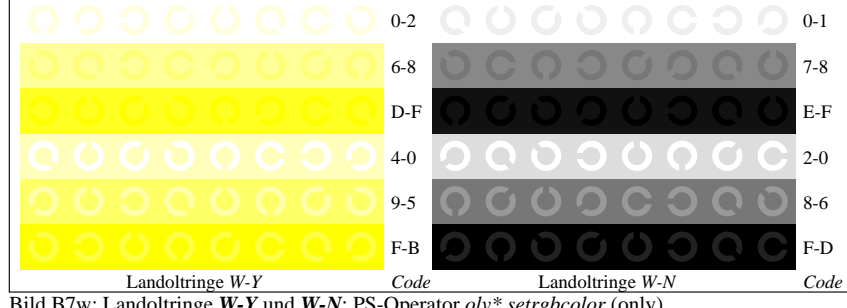 0-2 0-1
6-8 7-8
D-F E-F
4-0 2-0
9-5 8-6
F-B F-D
Landoltringe W-Y Code Landoltringe W-N Code
Bild B7w: Landoltringe W-Y und W-N; PS-Operator olv* setrgbcolor (only)